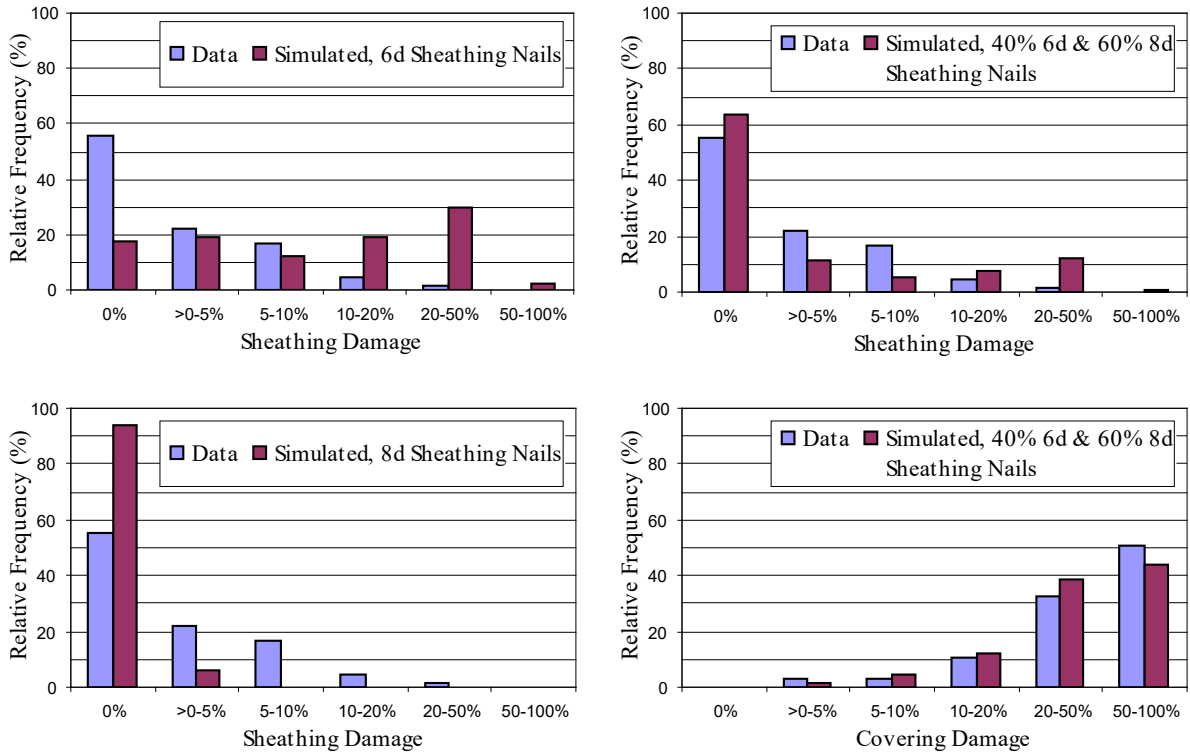 100
80
60
40
20
0
Relative Frequency (%)
Data Simulated, 6d Sheathing Nails
0% >0-5% 5-10% 10-20% 20-50% 50-100%
Sheathing Damage
100
80
60
40
20
0
Relative Frequency (%)
Data Simulated, 40% 6d & 60% 8d
Sheathing Nails
0% >0-5% 5-10% 10-20% 20-50% 50-100%
Sheathing Damage
100
80
60
40
20
0
Relative Frequency (%)
Data Simulated, 8d Sheathing Nails
0% >0-5% 5-10% 10-20% 20-50% 50-100%
Sheathing Damage
100
80
60
40
20
0
Relative Frequency (%)
Data Simulated, 40% 6d & 60% 8d
Sheathing Nails
0% >0-5% 5-10% 10-20% 20-50% 50-100%
Covering Damage